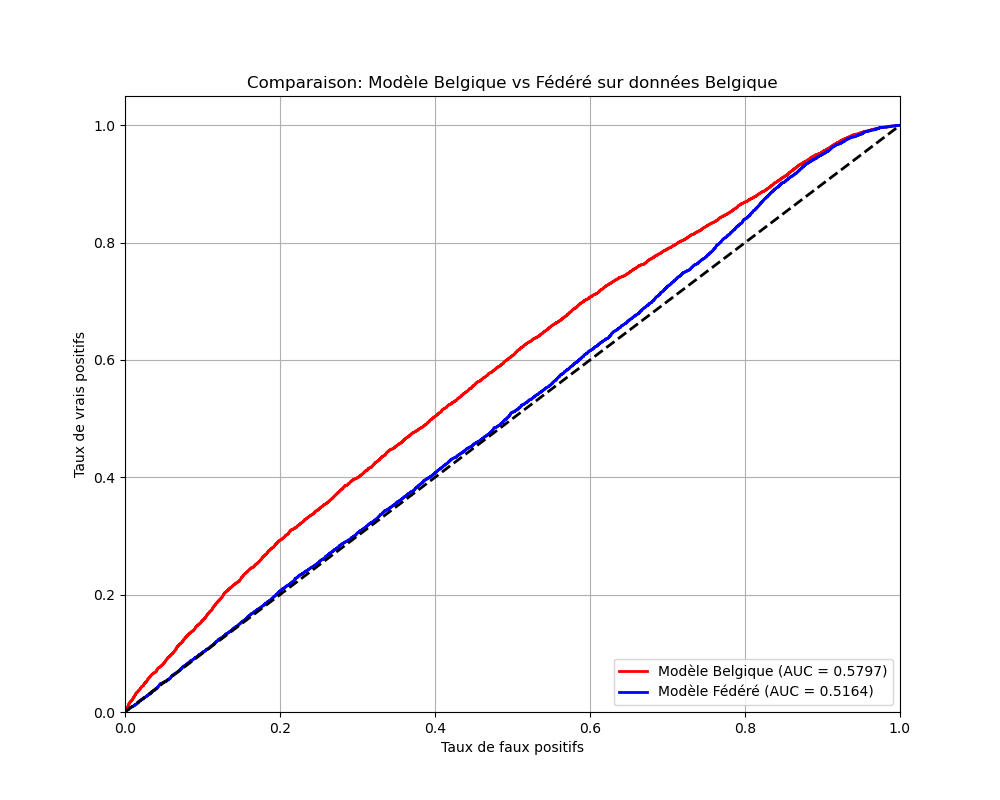 Comparaison: Modèle Belgique vs Fédéré sur données Belgique
1.0
0.8
0.6
0.4
0.2
0.0
Taux de vrais positifs
0.0 0.2 0.4 0.6 0.8 1.0
Taux de faux positifs
Modèle Belgique (AUC = 0.5797)
Modèle Fédéré (AUC = 0.5164)